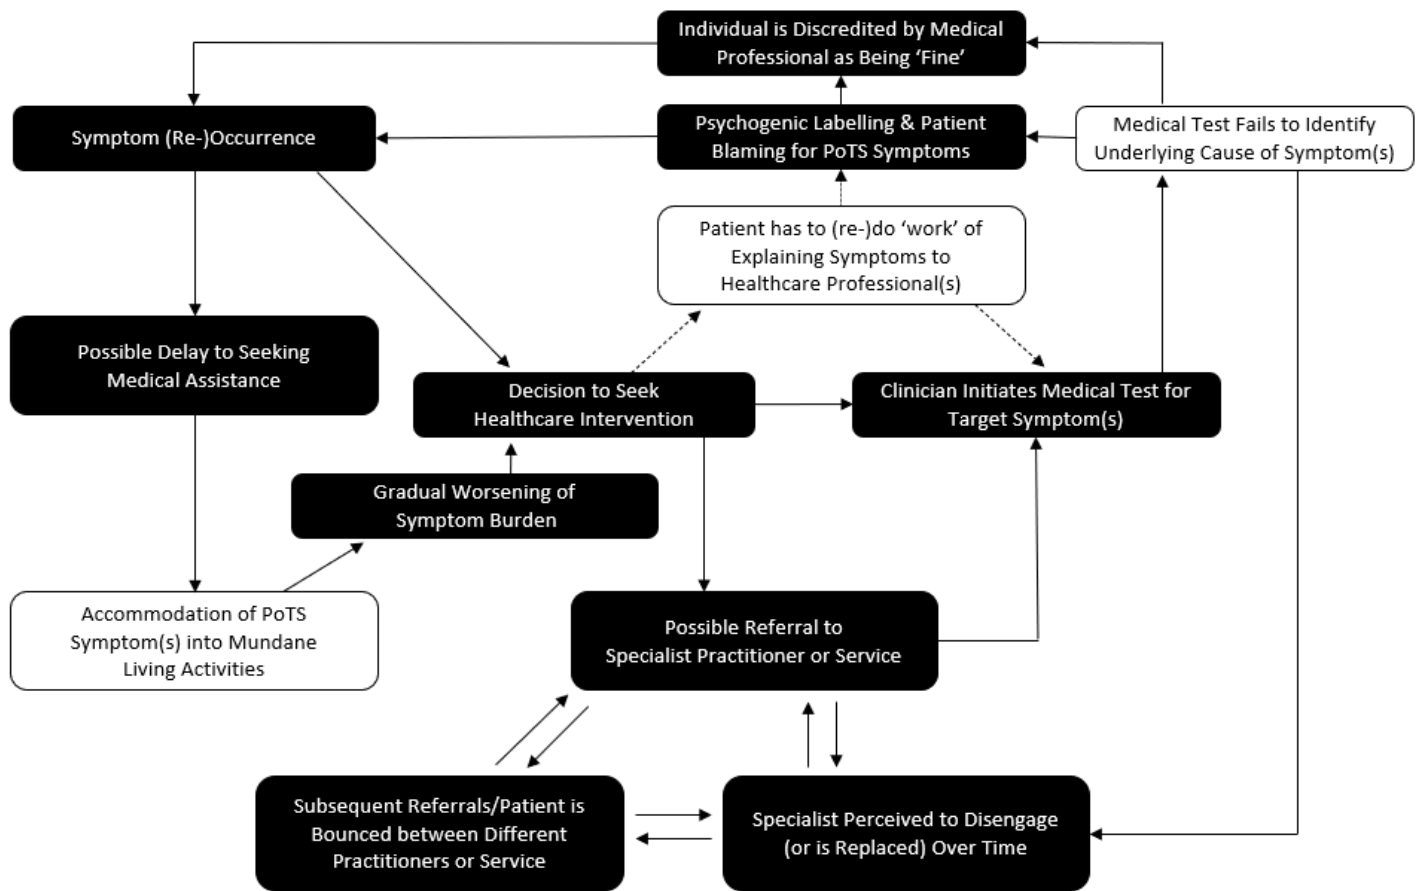 Individual is Discredited by Medical
Professional as Being ‘Fine’
Symptom (Re-)Occurrence
Psychogenic Labelling & Patient
Blaming for PoTS Symptoms
Medical Test Fails to Identify
Underlying Cause of Symptom(s)
Patient has to (re-)do ‘work’ of
Explaining Symptoms to
Healthcare Professional(s)
Possible Delay to Seeking
Medical Assistance
Decision to Seek
Healthcare Intervention
Clinician Initiates Medical Test for
Target Symptom(s)
Gradual Worsening of
Symptom Burden
Accommodation of PoTS
Symptom(s) into Mundane
Living Activities
Possible Referral to
Specialist Practitioner or Service
Subsequent Referrals/Patient is
Bounced between Different
Practitioners or Service
Specialist Perceived to Disengage
(or is Replaced) Over Time